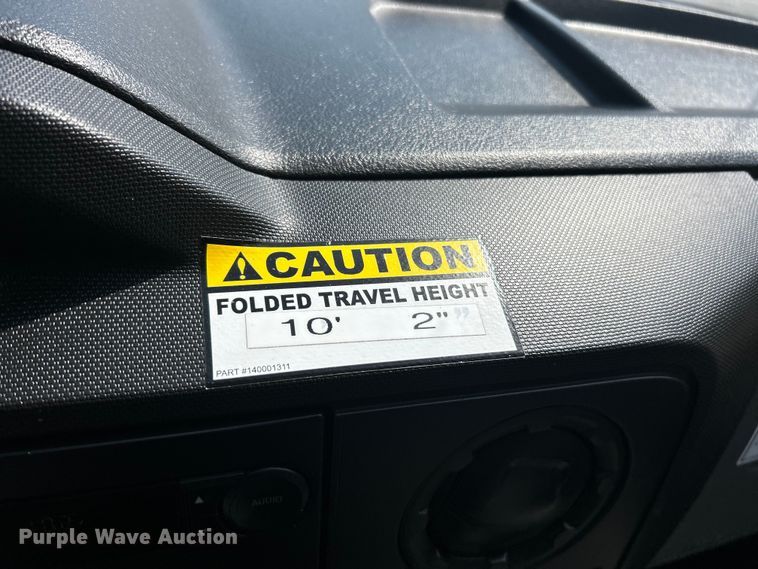 CAUTION
FOLDED TRAVEL HEIGHT
10' 2" ”
PART #140001311
AUDIO
Purple Wave Auction